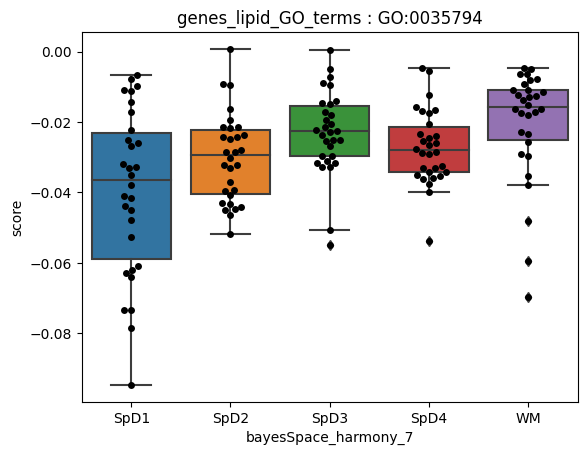 genes_lipid_GO_terms : GO:0035794
0.00
−0.02
−0.04
−0.06
−0.08
score
SpD1 SpD2 SpD3 SpD4 WM
bayesSpace_harmony_7